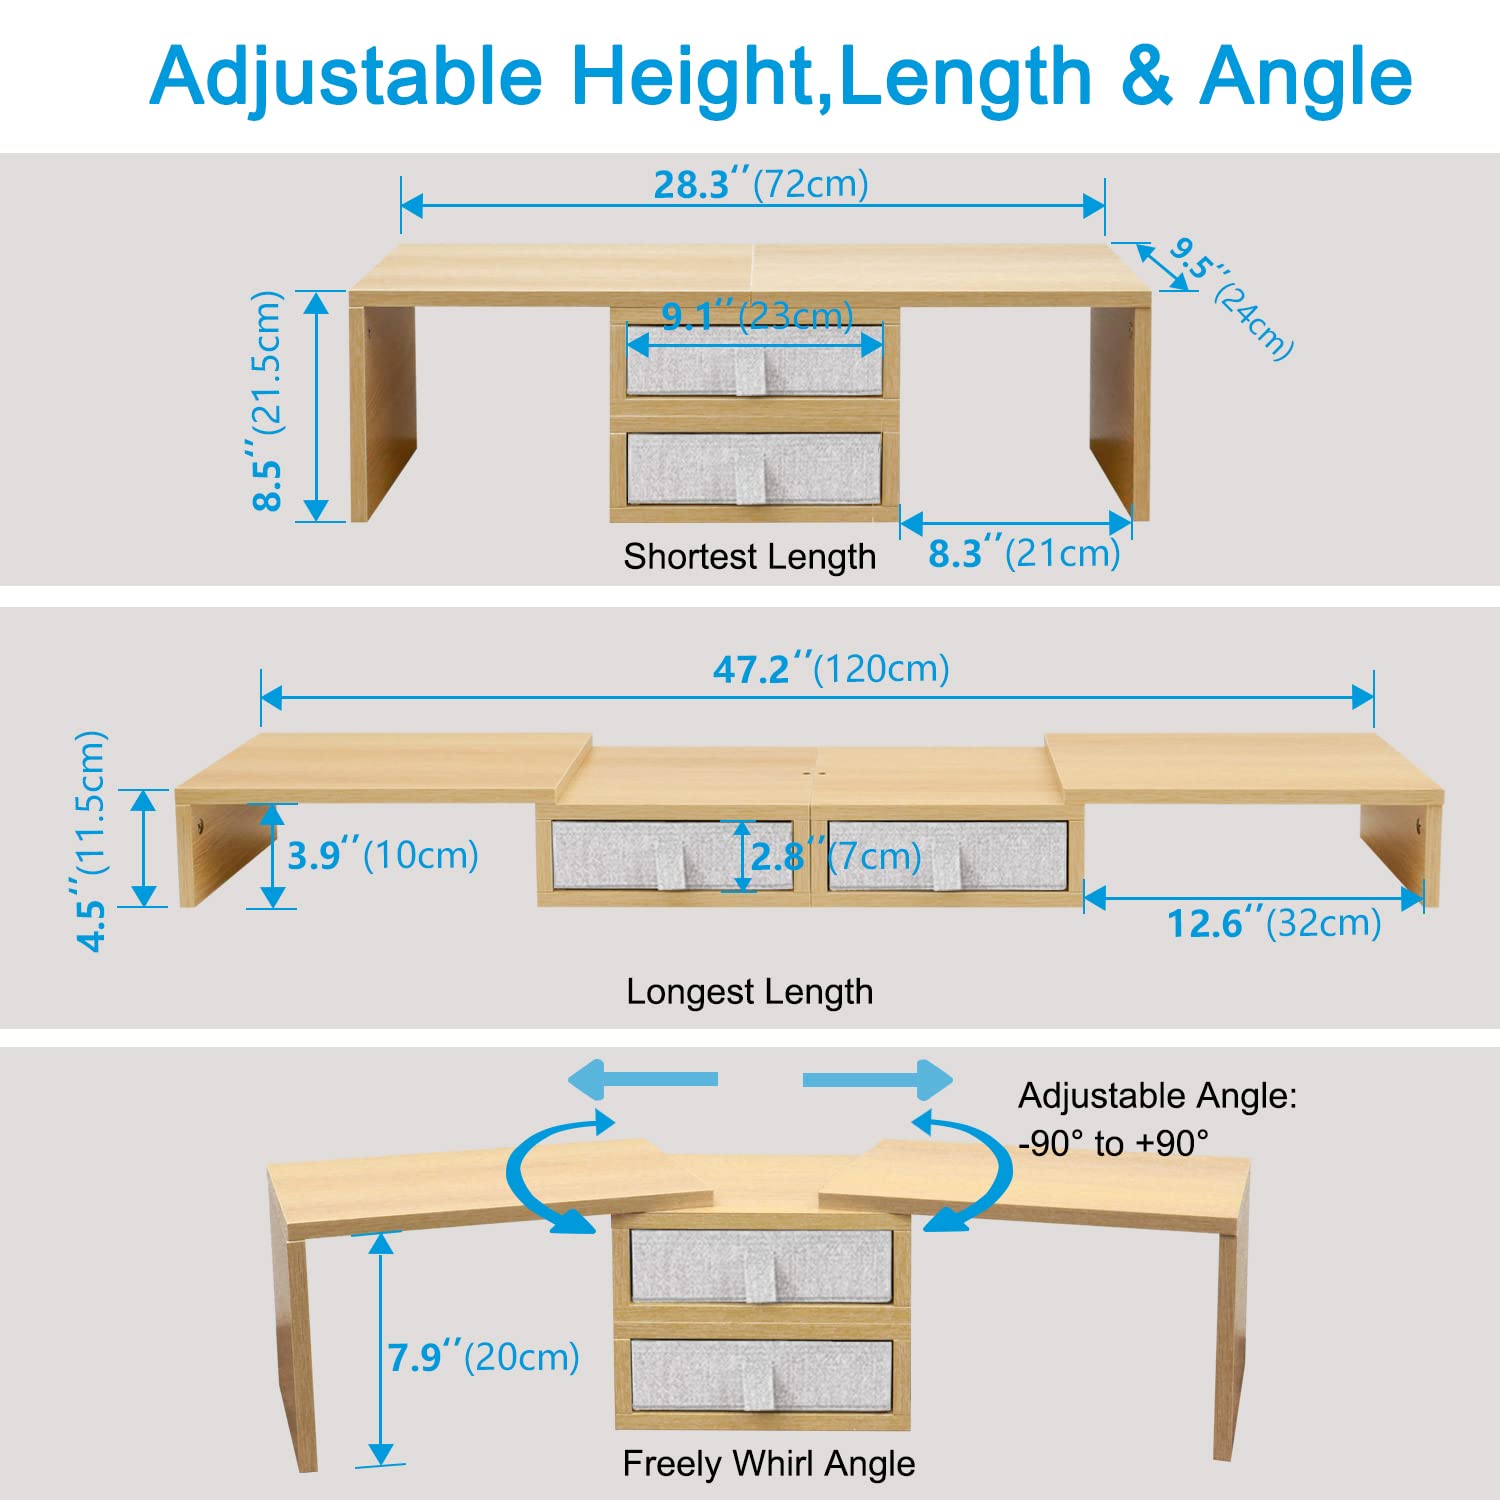 Adjustable Height,Length & Angle
28.3''(72cm)
9.5''(24cm)
9.1''(23cm)
8.5''(21.5cm)
8.3''(21cm)
Shortest Length
47.2''(120cm)
4.5''(11.5cm)
3.9''(10cm)
2.8''(7cm)
12.6''(32cm)
Longest Length
Adjustable Angle:
-90° to +90°
7.9''(20cm)
Freely Whirl Angle